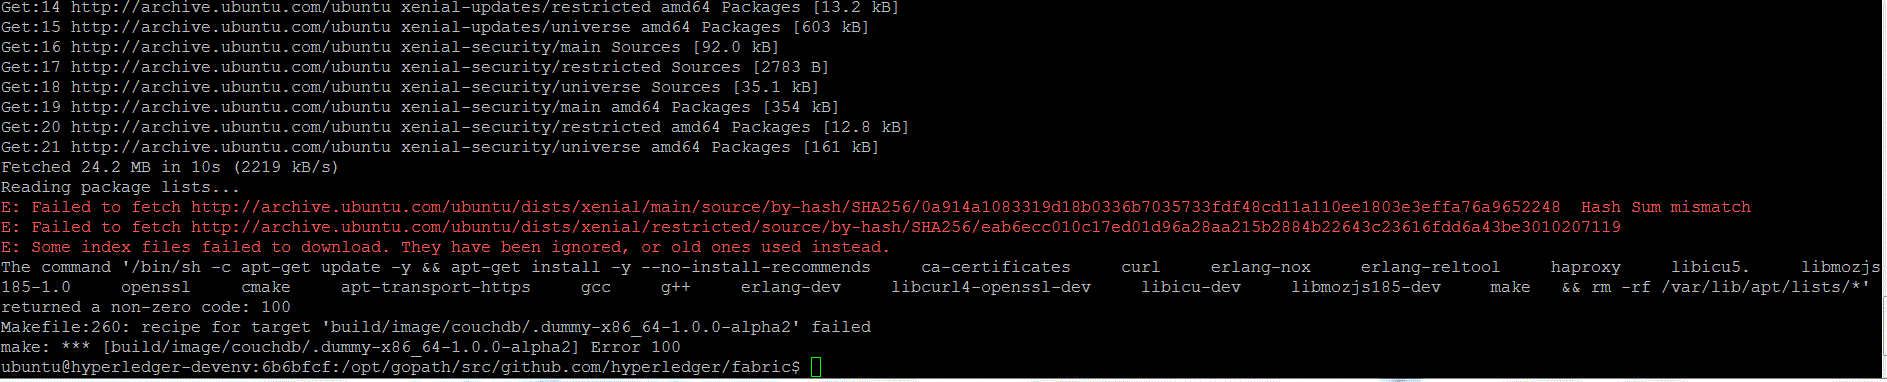 Get:14 http://archive.ubuntu.com/ubuntu xenial-updates/restricted amd64 Packages [13.2 kB]
Get:15 http://archive.ubuntu.com/ubuntu xenial-updates/universe amd64 Packages [603 kB]
Get:16 http://archive.ubuntu.com/ubuntu xenial-security/main Sources [92.0 kB]
Get:17 http://archive.ubuntu.com/ubuntu xenial-security/restricted Sources [2783 B]
Get:18 http://archive.ubuntu.com/ubuntu xenial-security/universe Sources [35.1 kB]
Get:19 http://archive.ubuntu.com/ubuntu xenial-security/main amd64 Packages [354 kB]
Get:20 http://archive.ubuntu.com/ubuntu xenial-security/restricted amd64 Packages [12.8 kB]
Get:21 http://archive.ubuntu.com/ubuntu xenial-security/universe amd64 Packages [161 kB]
Fetched 24.2 MB in 10s (2219 kB/s)
Reading package lists...
E: Failed to fetch http://archive.ubuntu.com/ubuntu/dists/xenial/main/source/by-hash/SHA256/0a914a1083319d18b0336b7035733fdf48cd11a110ee1803e3effa76a9652248  Hash Sum mismatch
E: Failed to fetch http://archive.ubuntu.com/ubuntu/dists/xenial/restricted/source/by-hash/SHA256/eab6ecc010c17ed01d96a28aa215b2884b22643c23616fdd6a43be3010207119
E: Some index files failed to download. They have been ignored, or old ones used instead.
The command '/bin/sh -c apt-get update -y && apt-get install -y --no-install-recommends     ca-certificates     curl     erlang-nox     erlang-reltool     haproxy     libicu5.     libmozjs
185-1.0     openssl     cmake     apt-transport-https     gcc     g++     erlang-dev     libcurl4-openssl-dev     libicu-dev     libmozjs185-dev     make   && rm -rf /var/lib/apt/lists/*'
returned a non-zero code: 100
Makefile:260: recipe for target 'build/image/couchdb/.dummy-x86_64-1.0.0-alpha2' failed
make: *** [build/image/couchdb/.dummy-x86_64-1.0.0-alpha2] Error 100
ubuntu@hyperledger-devenv:6b6bfcf:/opt/gopath/src/github.com/hyperledger/fabric$